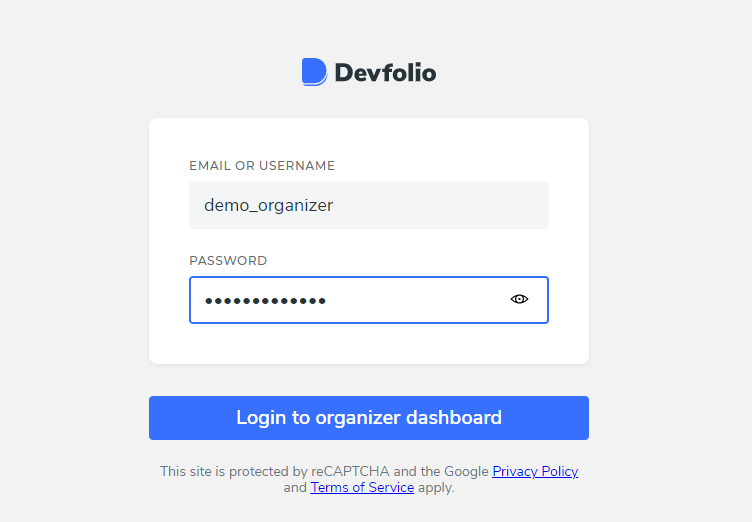 Devfolio
EMAIL OR USERNAME
demo_organizer
PASSWORD
•••••••••••••
Login to organizer dashboard
This site is protected by reCAPTCHA and the Google Privacy Policy
and Terms of Service apply.